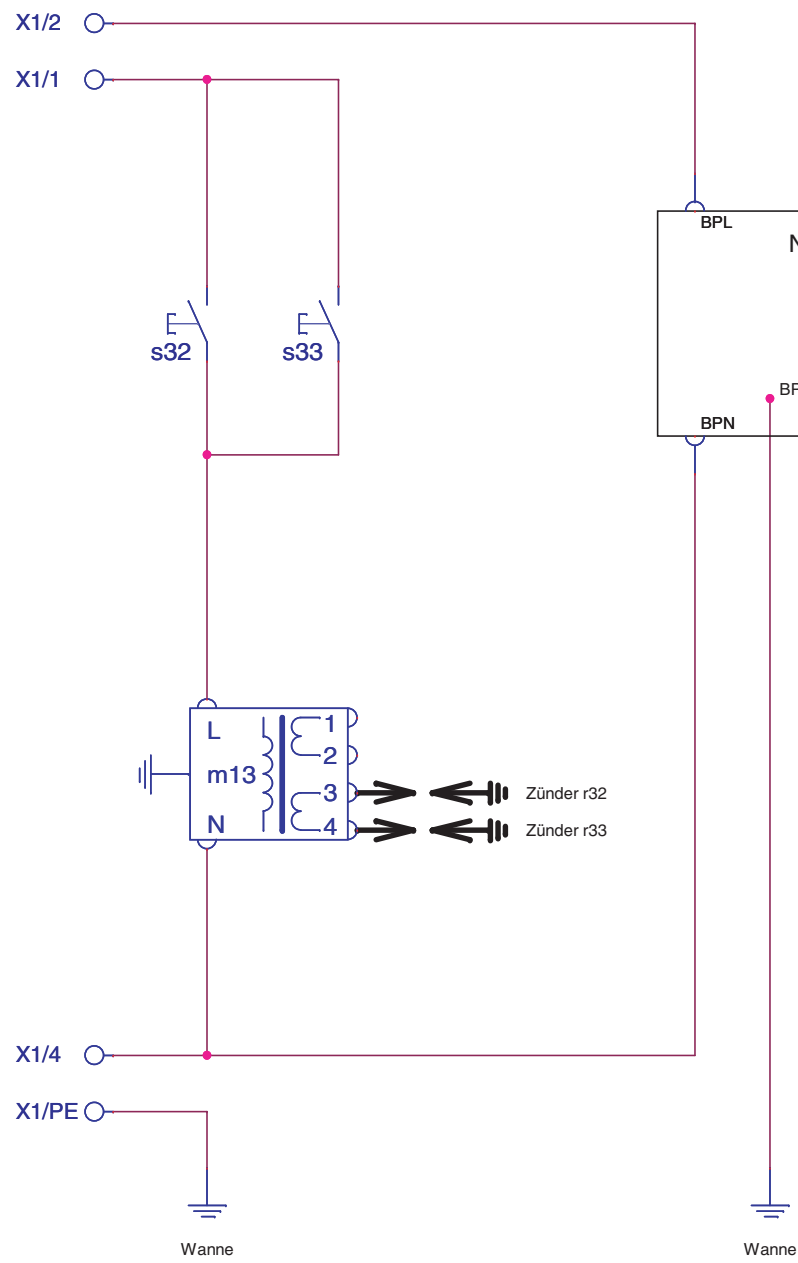 X1/2
X1/1
BPL
N
s32
s33
BP
BPN
L
1
2
m13
3
Zünder r32
N
4
Zünder r33
X1/4
X1/PE
Wanne
Wanne